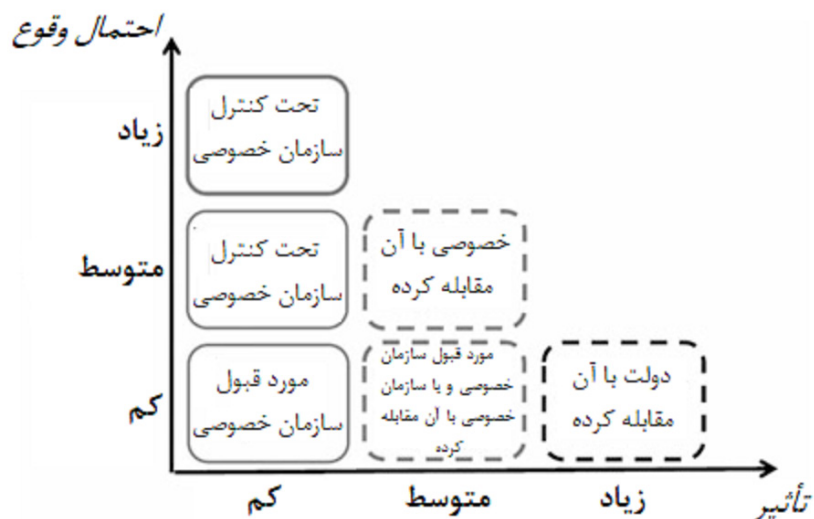 احتمال وقوع
زیاد
تحت کنترل
سازمان خصوصی
متوسط
تحت کنترل
سازمان خصوصی
خصوصی با آن
مقابله کرده
کم
مورد قبول
سازمان خصوصی
مورد قبول سازمان
خصوصی و یا سازمان
خصوصی با آن مقابله
کرده
دولت با آن
مقابله کرده
کم
متوسط
زیاد
تأثیر